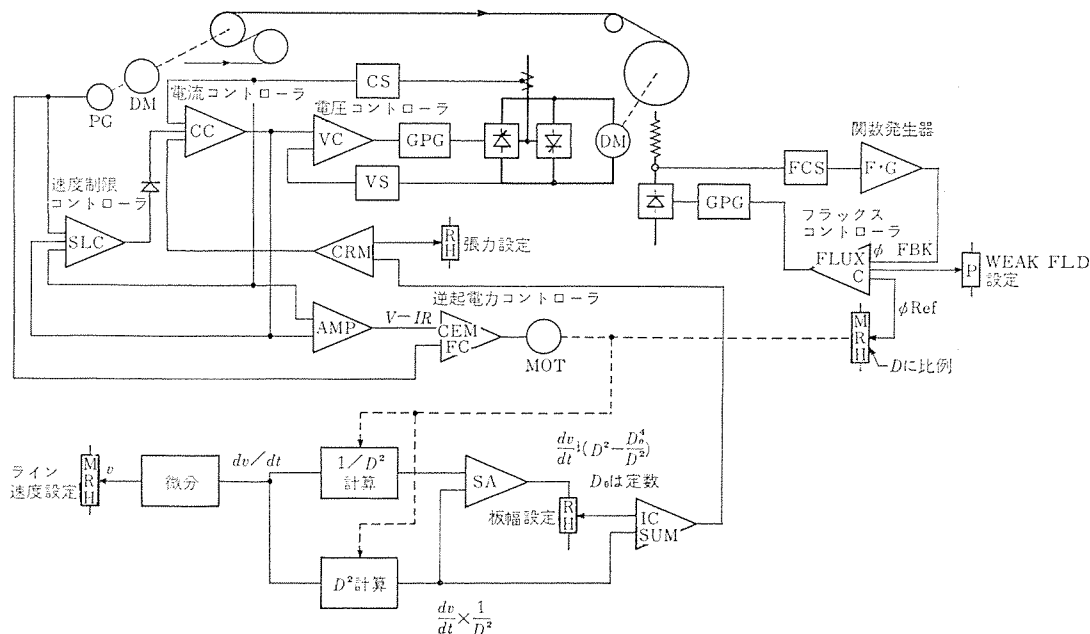 PG
DM
電流コントローラ
CC
CS
電圧コントローラ
VC
GPG
VS
DM
速度制限
コントローラ
SLC
CRM
RH
張力設定
AMP
V−IR
逆起電力コントローラ
CEM
FC
MOT
関数発生器
FCS
F・G
GPG
フラックス
コントローラ
FLUX
C
φ FBK
P
WEAK FLD
設定
φRef
MRH
Dに比例
ライン
速度設定
MRH
v
微分
dv/dt
1/D²
計算
D²計算
SA
dv/dt ½(D²−D₀⁴/D²)
D₀は定数
板幅設定
RH
IC
SUM
dv/dt × 1/D²